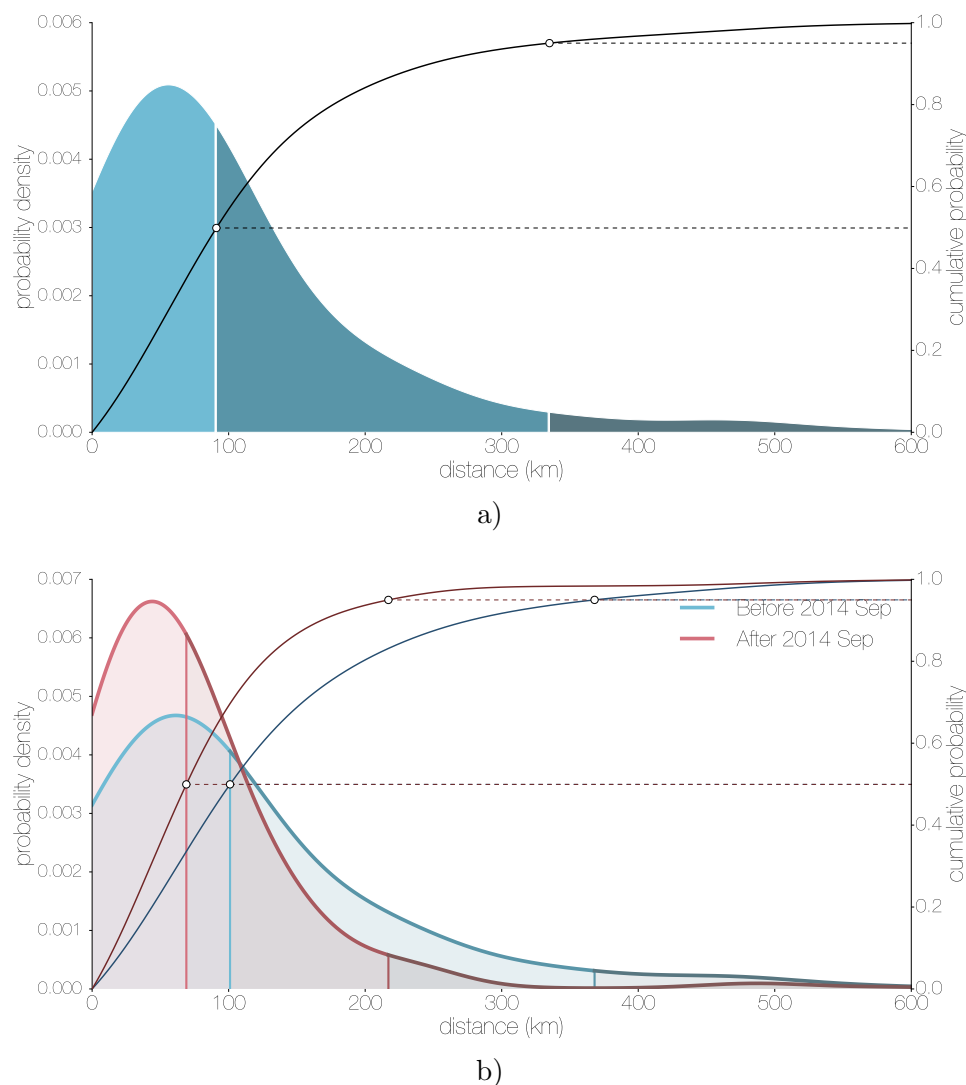 0.006
0.005
0.004
0.003
0.002
0.001
0.000
probability density
1.0
0.8
0.6
0.4
0.2
0.0
cumulative probability
0 100 200 300 400 500 600
distance (km)
a)
0.007
0.006
0.005
0.004
0.003
0.002
0.001
0.000
probability density
Before 2014 Sep
After 2014 Sep
1.0
0.8
0.6
0.4
0.2
0.0
cumulative probability
0 100 200 300 400 500 600
distance (km)
b)